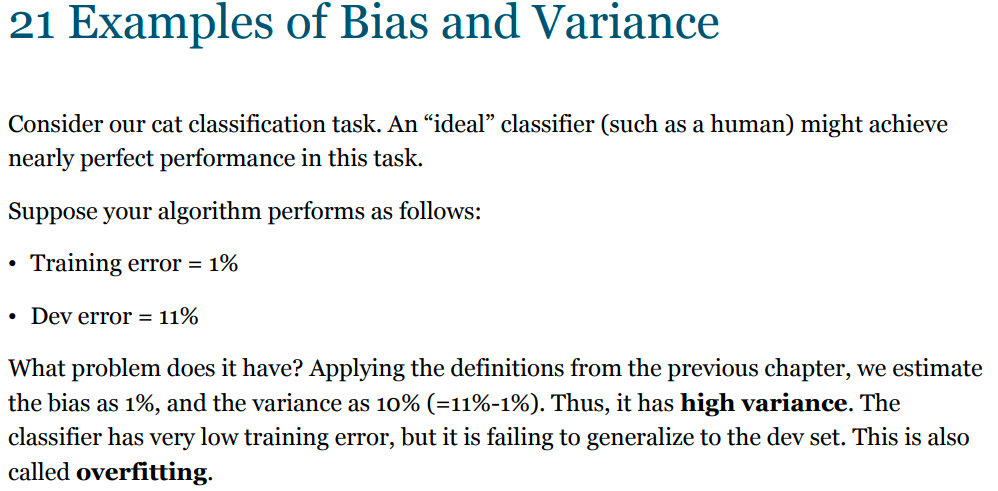 21 Examples of Bias and Variance
Consider our cat classification task. An “ideal” classifier (such as a human) might achieve
nearly perfect performance in this task.
Suppose your algorithm performs as follows:
• Training error = 1%
• Dev error = 11%
What problem does it have? Applying the definitions from the previous chapter, we estimate
the bias as 1%, and the variance as 10% (=11%-1%). Thus, it has high variance. The
classifier has very low training error, but it is failing to generalize to the dev set. This is also
called overfitting.